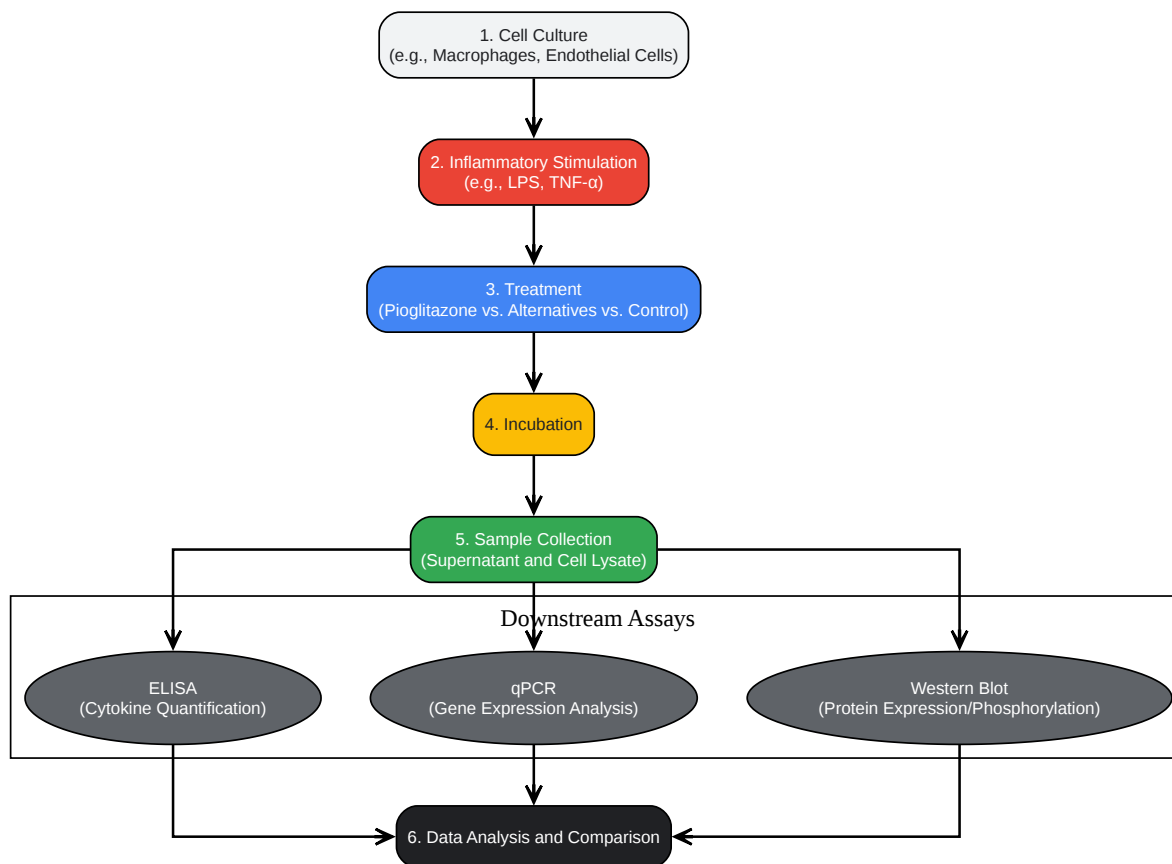 1. Cell Culture
(e.g., Macrophages, Endothelial Cells)
2. Inflammatory Stimulation
(e.g., LPS, TNF-α)
3. Treatment
(Pioglitazone vs. Alternatives vs. Control)
4. Incubation
5. Sample Collection
(Supernatant and Cell Lysate)
Downstream Assays
ELISA
(Cytokine Quantification)
qPCR
(Gene Expression Analysis)
Western Blot
(Protein Expression/Phosphorylation)
6. Data Analysis and Comparison